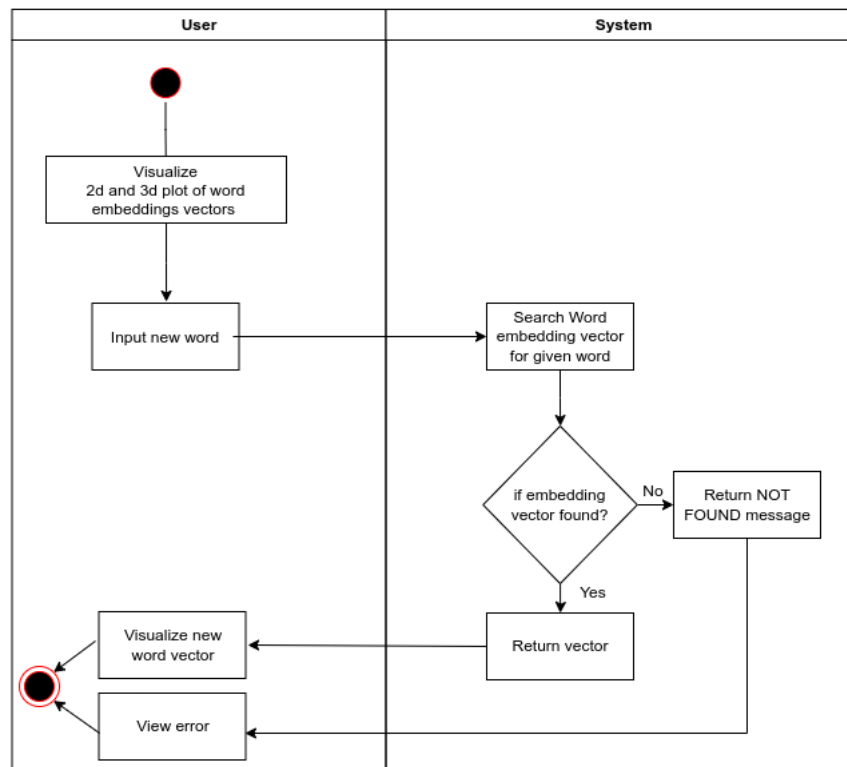 User
System
Visualize
2d and 3d plot of word
embeddings vectors
Input new word
Search Word
embedding vector
for given word
if embedding
vector found?
No
Return NOT
FOUND message
Yes
Return vector
Visualize new
word vector
View error